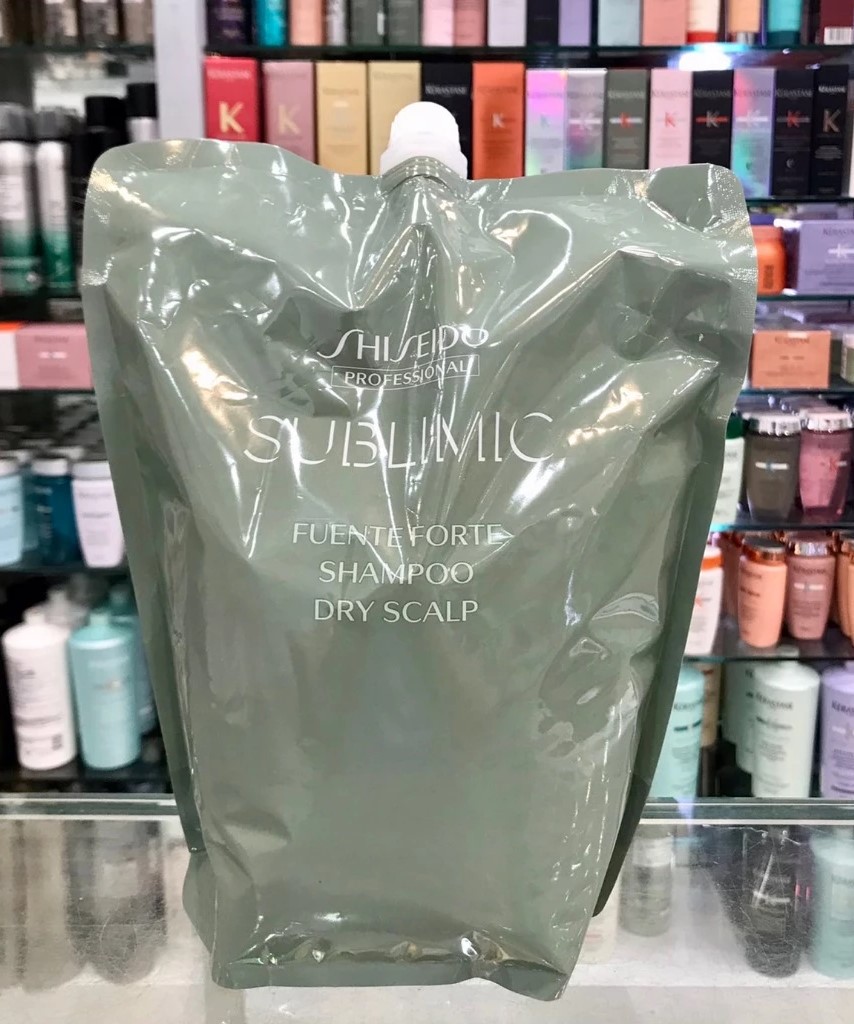 SHISEIDO
PROFESSIONAL
SUBLIMIC
FUENTE FORTE
SHAMPOO
DRY SCALP